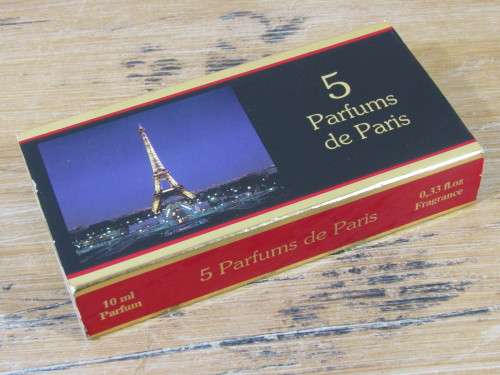 5
Parfums
de Paris
10 ml
Parfum
5 Parfums de Paris
0,33 fl.oz
Fragrance